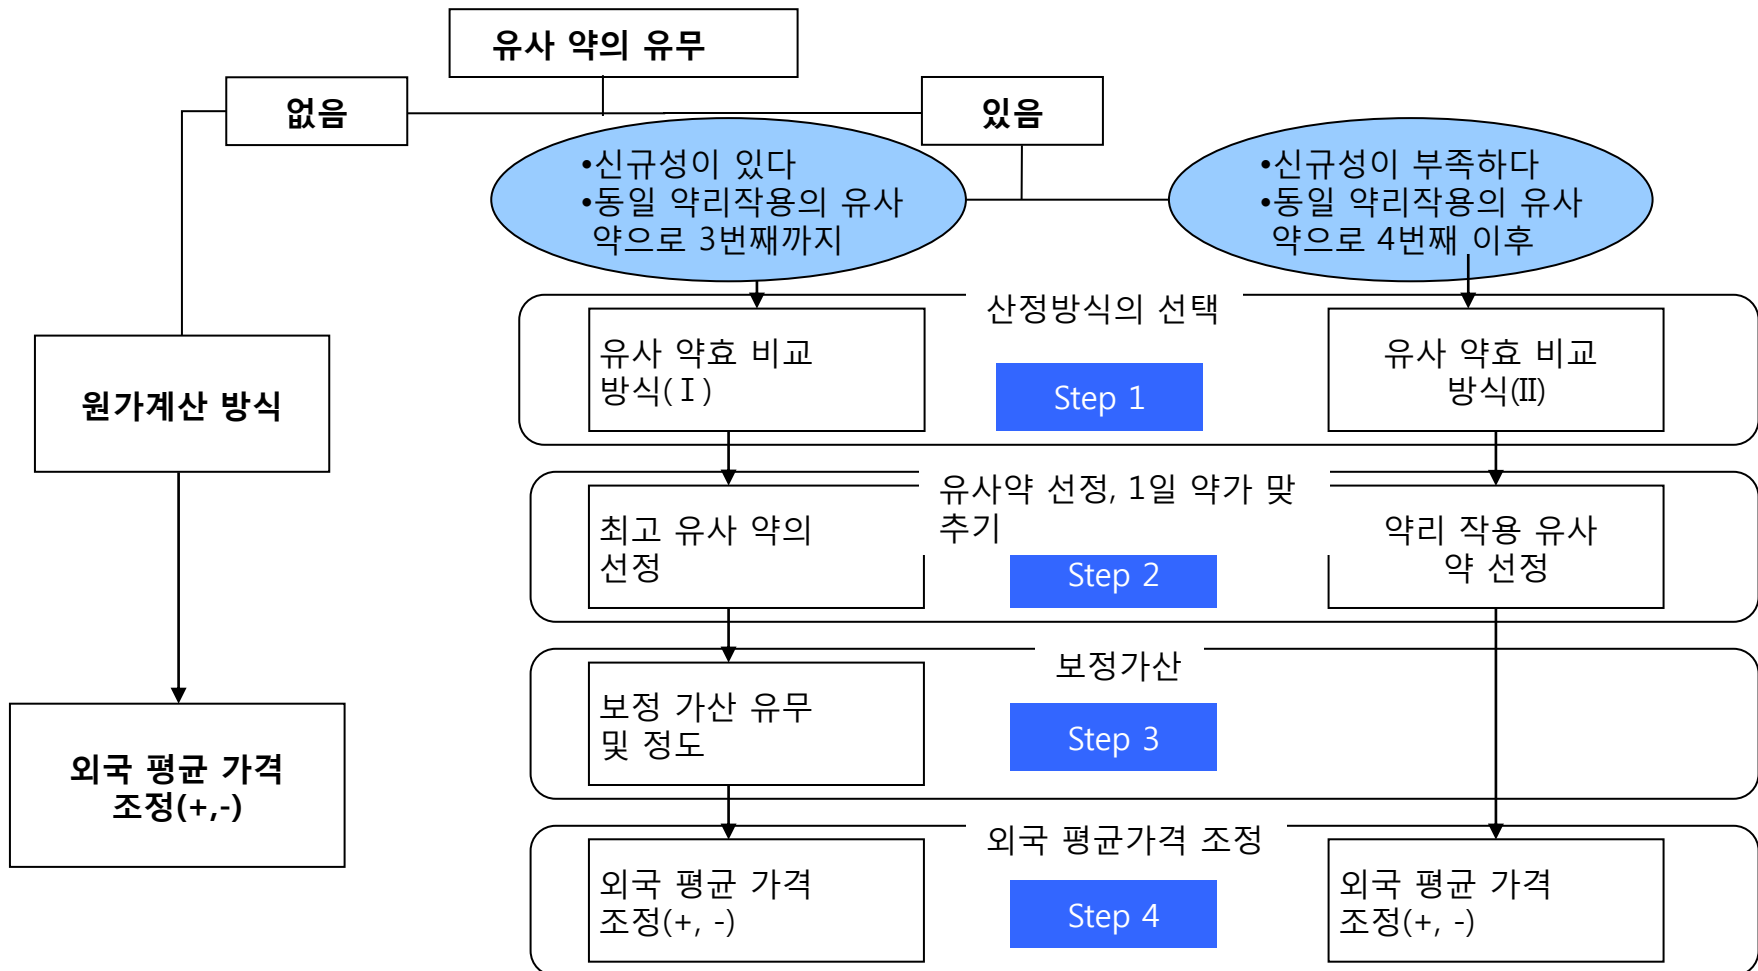 유사 약의 유무
없음
있음
•신규성이 있다
•동일 약리작용의 유사
약으로 3번째까지
•신규성이 부족하다
•동일 약리작용의 유사
약으로 4번째 이후
산정방식의 선택
유사 약효 비교
방식(Ⅰ)
Step 1
유사 약효 비교
방식(Ⅱ)
원가계산 방식
유사약 선정, 1일 약가 맞
추기
최고 유사 약의
선정
Step 2
약리 작용 유사
약 선정
보정가산
보정 가산 유무
및 정도
Step 3
외국 평균 가격
조정(+,-)
외국 평균가격 조정
외국 평균 가격
조정(+, -)
Step 4
외국 평균 가격
조정(+, -)